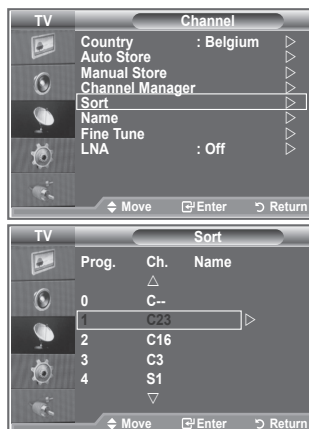 TV Channel
Country : Belgium
Auto Store
Manual Store
Channel Manager
Sort
Name
Fine Tune
LNA : Off
Move Enter Return
TV Sort
Prog. Ch. Name
0 C--
1 C23
2 C16
3 C3
4 S1
Move Enter Return